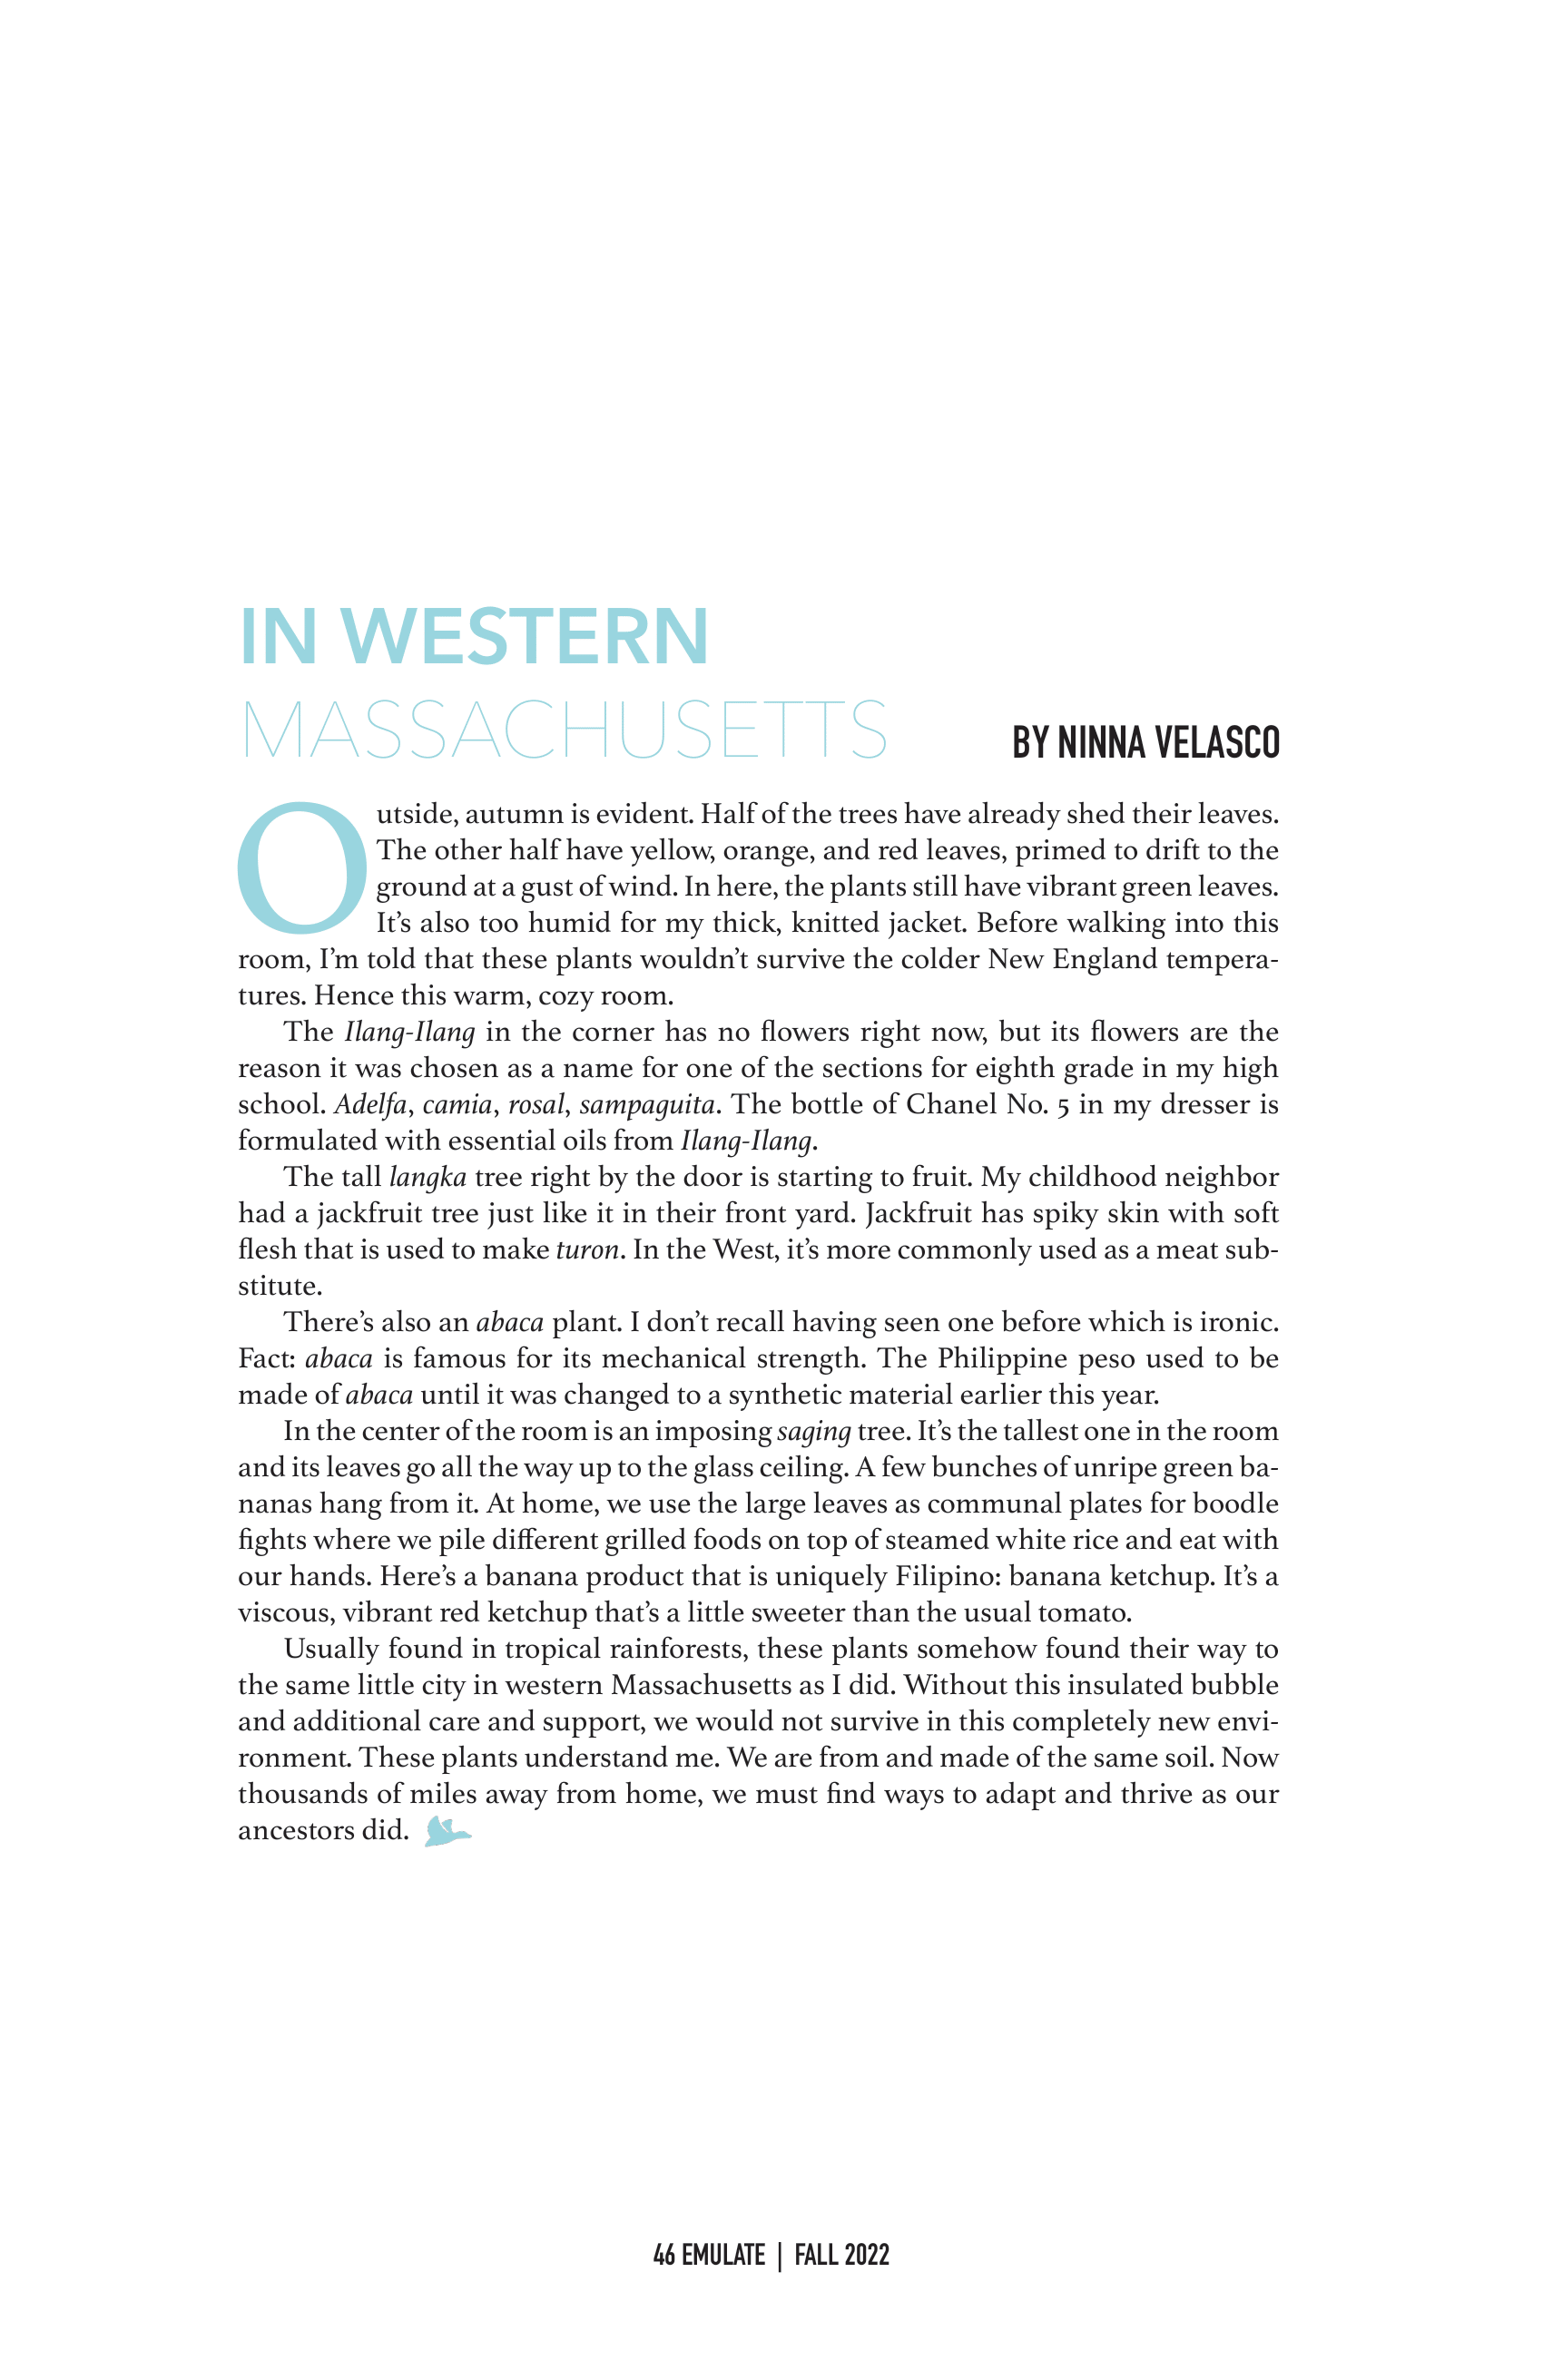 IN WESTERN
MASSACHUSETTS
BY NINNA VELASCO
Outside, autumn is evident. Half of the trees have already shed their leaves.
The other half have yellow, orange, and red leaves, primed to drift to the
ground at a gust of wind. In here, the plants still have vibrant green leaves.
It’s also too humid for my thick, knitted jacket. Before walking into this
room, I’m told that these plants wouldn’t survive the colder New England tempera-
tures. Hence this warm, cozy room.
The Ilang-Ilang in the corner has no flowers right now, but its flowers are the
reason it was chosen as a name for one of the sections for eighth grade in my high
school. Adelfa, camia, rosal, sampaguita. The bottle of Chanel No. 5 in my dresser is
formulated with essential oils from Ilang-Ilang.
The tall langka tree right by the door is starting to fruit. My childhood neighbor
had a jackfruit tree just like it in their front yard. Jackfruit has spiky skin with soft
flesh that is used to make turon. In the West, it’s more commonly used as a meat sub-
stitute.
There’s also an abaca plant. I don’t recall having seen one before which is ironic.
Fact: abaca is famous for its mechanical strength. The Philippine peso used to be
made of abaca until it was changed to a synthetic material earlier this year.
In the center of the room is an imposing saging tree. It’s the tallest one in the room
and its leaves go all the way up to the glass ceiling. A few bunches of unripe green ba-
nanas hang from it. At home, we use the large leaves as communal plates for boodle
fights where we pile different grilled foods on top of steamed white rice and eat with
our hands. Here’s a banana product that is uniquely Filipino: banana ketchup. It’s a
viscous, vibrant red ketchup that’s a little sweeter than the usual tomato.
Usually found in tropical rainforests, these plants somehow found their way to
the same little city in western Massachusetts as I did. Without this insulated bubble
and additional care and support, we would not survive in this completely new envi-
ronment. These plants understand me. We are from and made of the same soil. Now
thousands of miles away from home, we must find ways to adapt and thrive as our
ancestors did.
46 EMULATE | FALL 2022